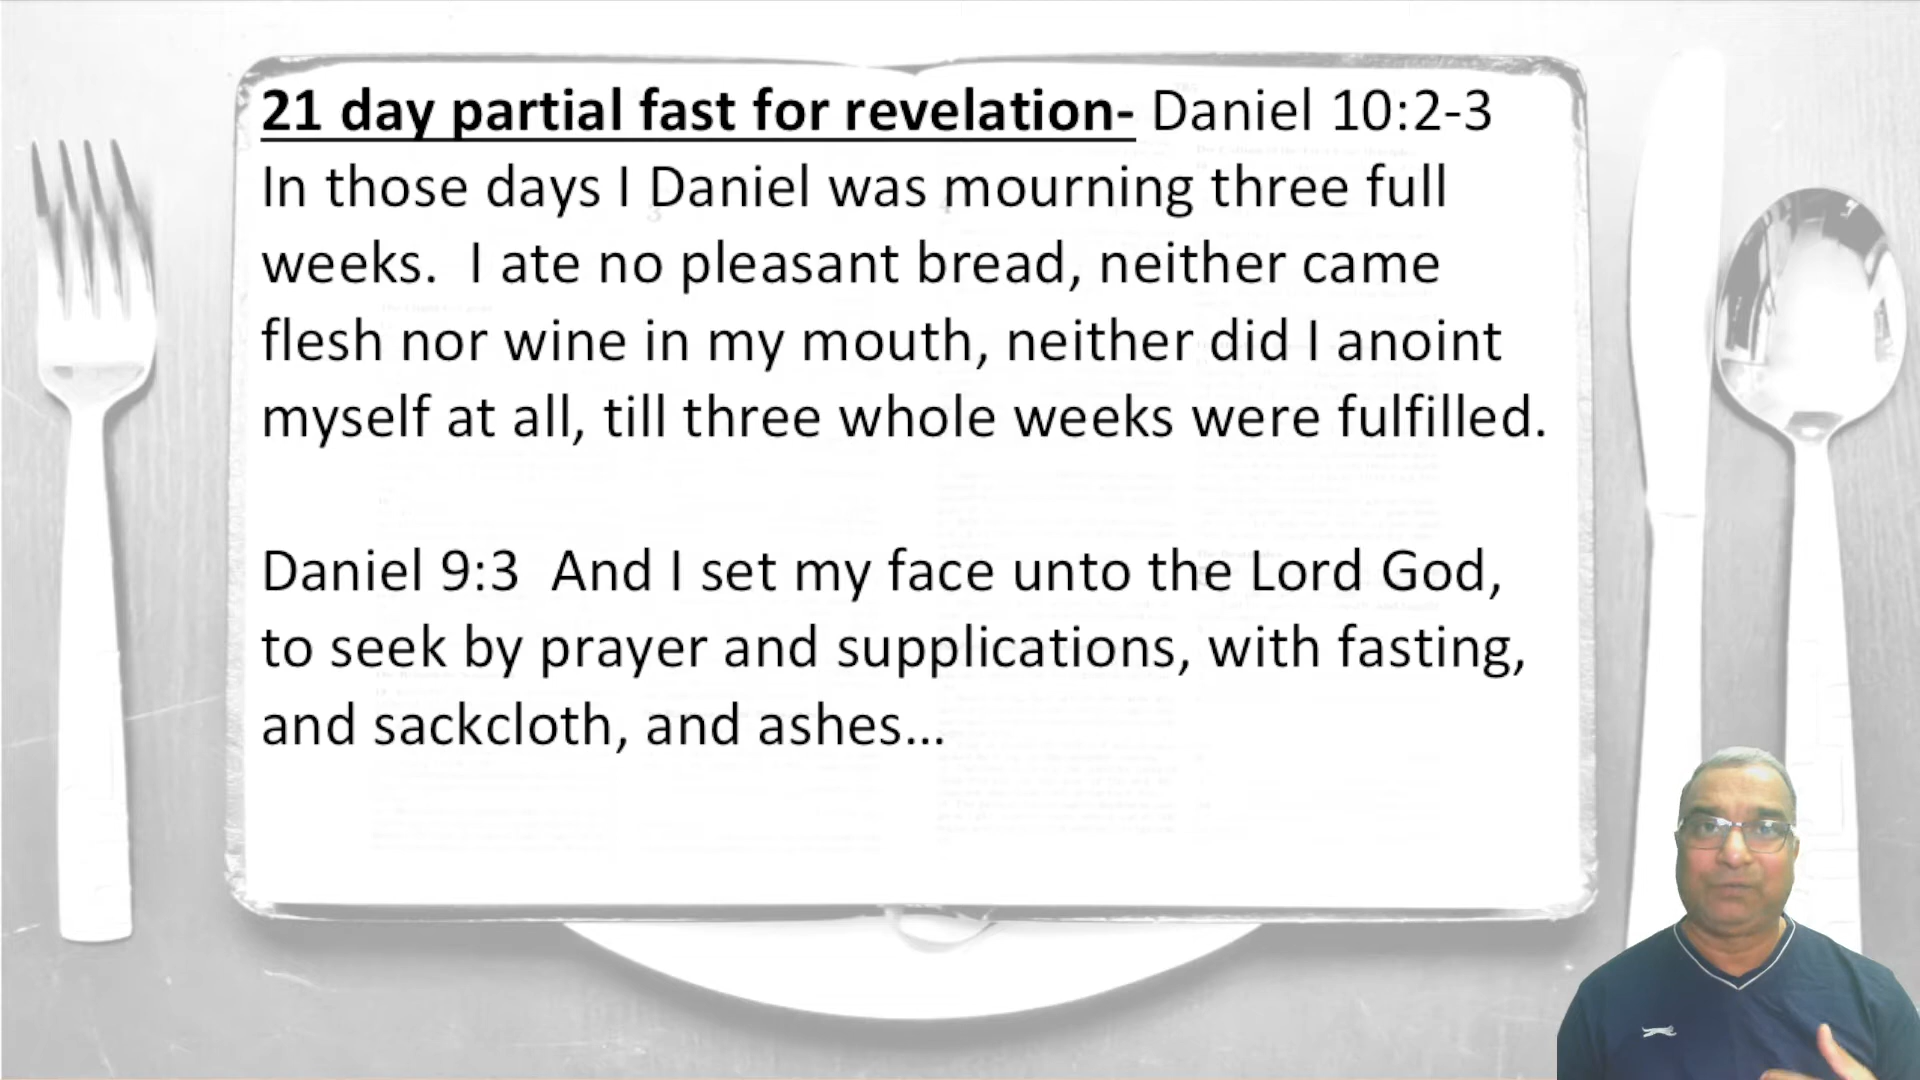 21 day partial fast for revelation- Daniel 10:2-3
In those days I Daniel was mourning three full
weeks.  I ate no pleasant bread, neither came
flesh nor wine in my mouth, neither did I anoint
myself at all, till three whole weeks were fulfilled.
Daniel 9:3  And I set my face unto the Lord God,
to seek by prayer and supplications, with fasting,
and sackcloth, and ashes...